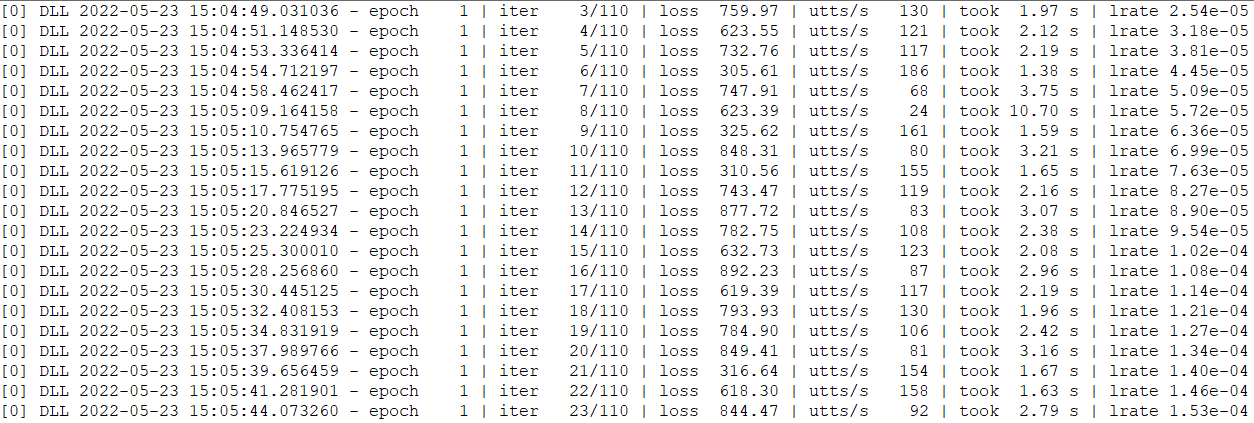 [0] DLL 2022-05-23 15:04:49.031036 - epoch    1 | iter    3/110 | loss  759.97 | utts/s   130 | took  1.97 s | lrate 2.54e-05
[0] DLL 2022-05-23 15:04:51.148530 - epoch    1 | iter    4/110 | loss  623.55 | utts/s   121 | took  2.12 s | lrate 3.18e-05
[0] DLL 2022-05-23 15:04:53.336414 - epoch    1 | iter    5/110 | loss  732.76 | utts/s   117 | took  2.19 s | lrate 3.81e-05
[0] DLL 2022-05-23 15:04:54.712197 - epoch    1 | iter    6/110 | loss  305.61 | utts/s   186 | took  1.38 s | lrate 4.45e-05
[0] DLL 2022-05-23 15:04:58.462417 - epoch    1 | iter    7/110 | loss  747.91 | utts/s    68 | took  3.75 s | lrate 5.09e-05
[0] DLL 2022-05-23 15:05:09.164158 - epoch    1 | iter    8/110 | loss  623.39 | utts/s    24 | took 10.70 s | lrate 5.72e-05
[0] DLL 2022-05-23 15:05:10.754765 - epoch    1 | iter    9/110 | loss  325.62 | utts/s   161 | took  1.59 s | lrate 6.36e-05
[0] DLL 2022-05-23 15:05:13.965779 - epoch    1 | iter   10/110 | loss  848.31 | utts/s    80 | took  3.21 s | lrate 6.99e-05
[0] DLL 2022-05-23 15:05:15.619126 - epoch    1 | iter   11/110 | loss  310.56 | utts/s   155 | took  1.65 s | lrate 7.63e-05
[0] DLL 2022-05-23 15:05:17.775195 - epoch    1 | iter   12/110 | loss  743.47 | utts/s   119 | took  2.16 s | lrate 8.27e-05
[0] DLL 2022-05-23 15:05:20.846527 - epoch    1 | iter   13/110 | loss  877.72 | utts/s    83 | took  3.07 s | lrate 8.90e-05
[0] DLL 2022-05-23 15:05:23.224934 - epoch    1 | iter   14/110 | loss  782.75 | utts/s   108 | took  2.38 s | lrate 9.54e-05
[0] DLL 2022-05-23 15:05:25.300010 - epoch    1 | iter   15/110 | loss  632.73 | utts/s   123 | took  2.08 s | lrate 1.02e-04
[0] DLL 2022-05-23 15:05:28.256860 - epoch    1 | iter   16/110 | loss  892.23 | utts/s    87 | took  2.96 s | lrate 1.08e-04
[0] DLL 2022-05-23 15:05:30.445125 - epoch    1 | iter   17/110 | loss  619.39 | utts/s   117 | took  2.19 s | lrate 1.14e-04
[0] DLL 2022-05-23 15:05:32.408153 - epoch    1 | iter   18/110 | loss  793.93 | utts/s   130 | took  1.96 s | lrate 1.21e-04
[0] DLL 2022-05-23 15:05:34.831919 - epoch    1 | iter   19/110 | loss  784.90 | utts/s   106 | took  2.42 s | lrate 1.27e-04
[0] DLL 2022-05-23 15:05:37.989766 - epoch    1 | iter   20/110 | loss  849.41 | utts/s    81 | took  3.16 s | lrate 1.34e-04
[0] DLL 2022-05-23 15:05:39.656459 - epoch    1 | iter   21/110 | loss  316.64 | utts/s   154 | took  1.67 s | lrate 1.40e-04
[0] DLL 2022-05-23 15:05:41.281901 - epoch    1 | iter   22/110 | loss  618.30 | utts/s   158 | took  1.63 s | lrate 1.46e-04
[0] DLL 2022-05-23 15:05:44.073260 - epoch    1 | iter   23/110 | loss  844.47 | utts/s    92 | took  2.79 s | lrate 1.53e-04